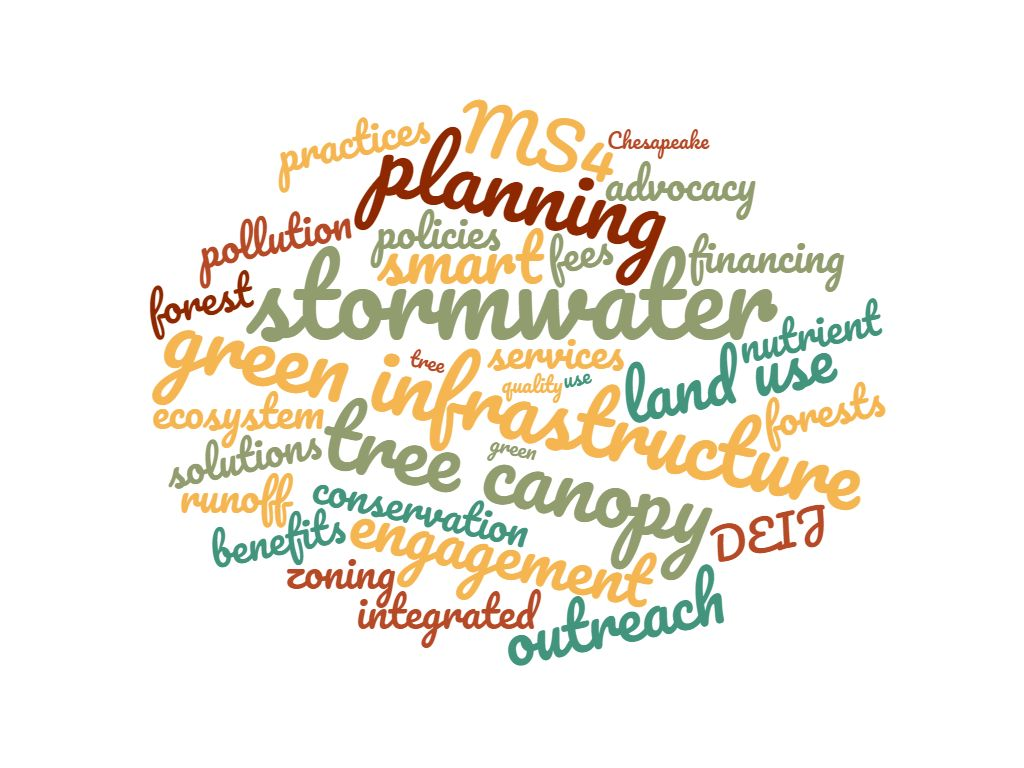 MS4
practices
Chesapeake
planning
advocacy
pollution
policies
smart
fees
financing
forest
stormwater
nutrient
green infrastructure
tree
services
quality
use
land use
ecosystem
forests
solutions
tree canopy
green
runoff
conservation
benefits
engagement
DEIJ
zoning
integrated
outreach